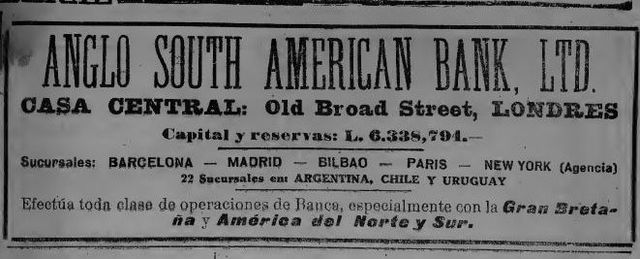 ANGLO SOUTH AMERICAN BANK, LTD.
CASA CENTRAL: Old Broad Street, LONDRES
Capital y reservas: L. 6.338,794.—
Sucursales: BARCELONA — MADRID — BILBAO — PARIS — NEW YORK (Agencia)
22 Sucursales en: ARGENTINA, CHILE Y URUGUAY
Efectúa toda clase de operaciones de Banca, especialmente con la Gran Breta-
ña y América del Norte y Sur.